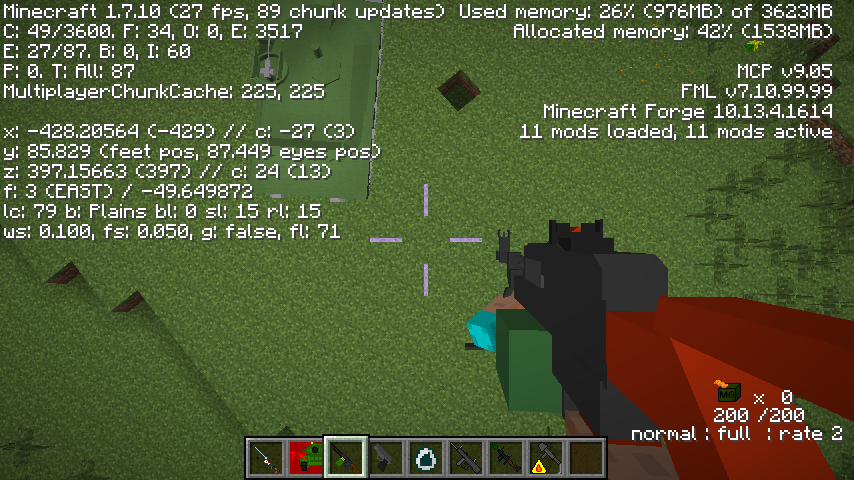 Minecraft 1.7.10 (27 fps, 89 chunk updates)
C: 49/3600, F: 34, O: 0, E: 3517
E: 27/87, B: 0, I: 60
P: 0, T: All: 87
MultiplayerChunkCache: 225, 225
x: -428.20564 (-429) // c: -27 (3)
y: 85.829 (feet pos, 87.449 eyes pos)
z: 397.15663 (397) // c: 24 (13)
f: 3 (EAST) / -49.649872
lc: 79 b: Plains bl: 0 sl: 15 rl: 15
ws: 0.100, fs: 0.050, g: false, fl: 71
Used memory: 26% (976MB) of 3623MB
Allocated memory: 42% (1538MB)
MCP v9.05
FML v7.10.99.99
Minecraft Forge 10.13.4.1614
11 mods loaded, 11 mods active
MG x 0
200 /200
normal : full : rate 2